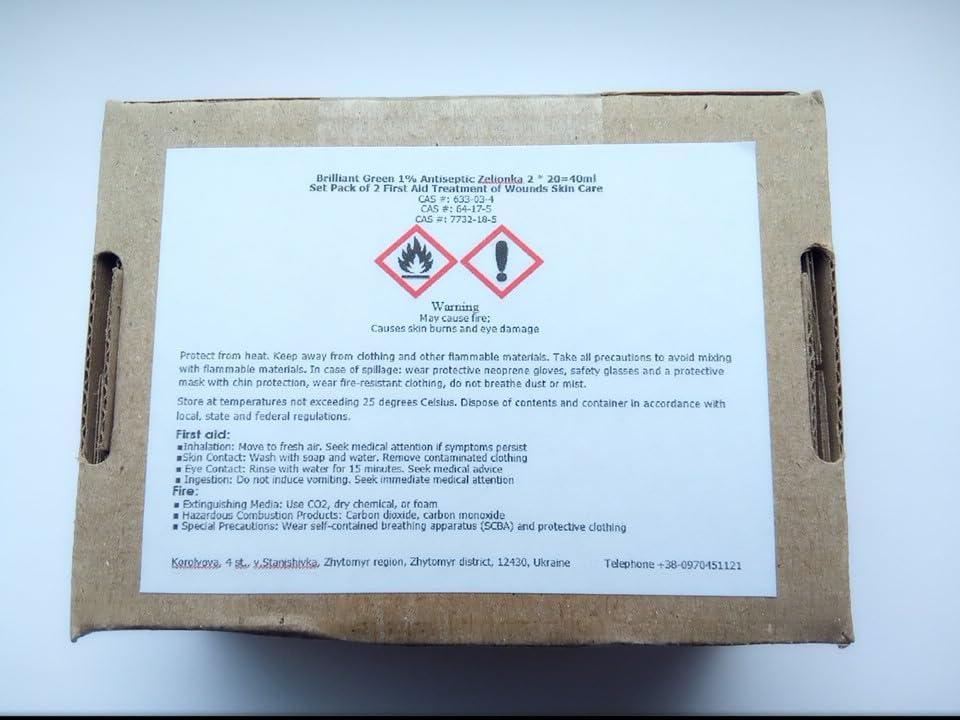 Brilliant Green 1% Antiseptic Zelionka 2 * 20=40ml
Set Pack of 2 First Aid Treatment of Wounds Skin Care
CAS #: 633-03-4
CAS #: 64-17-5
CAS #: 7732-18-5
Warning
May cause fire;
Causes skin burns and eye damage
Protect from heat. Keep away from clothing and other flammable materials. Take all precautions to avoid mixing
with flammable materials. In case of spillage: wear protective neoprene gloves, safety glasses and a protective
mask with chin protection, wear fire-resistant clothing, do not breathe dust or mist.
Store at temperatures not exceeding 25 degrees Celsius. Dispose of contents and container in accordance with
local, state and federal regulations.
First aid:
▪Inhalation: Move to fresh air. Seek medical attention if symptoms persist
▪Skin Contact: Wash with soap and water. Remove contaminated clothing
▪ Eye Contact: Rinse with water for 15 minutes. Seek medical advice
▪ Ingestion: Do not induce vomiting. Seek immediate medical attention
Fire:
▪ Extinguishing Media: Use CO2, dry chemical, or foam
▪ Hazardous Combustion Products: Carbon dioxide, carbon monoxide
▪ Special Precautions: Wear self-contained breathing apparatus (SCBA) and protective clothing
Korolyova, 4 st., v.Stanishivka, Zhytomyr region, Zhytomyr district, 12430, Ukraine Telephone +38-0970451121